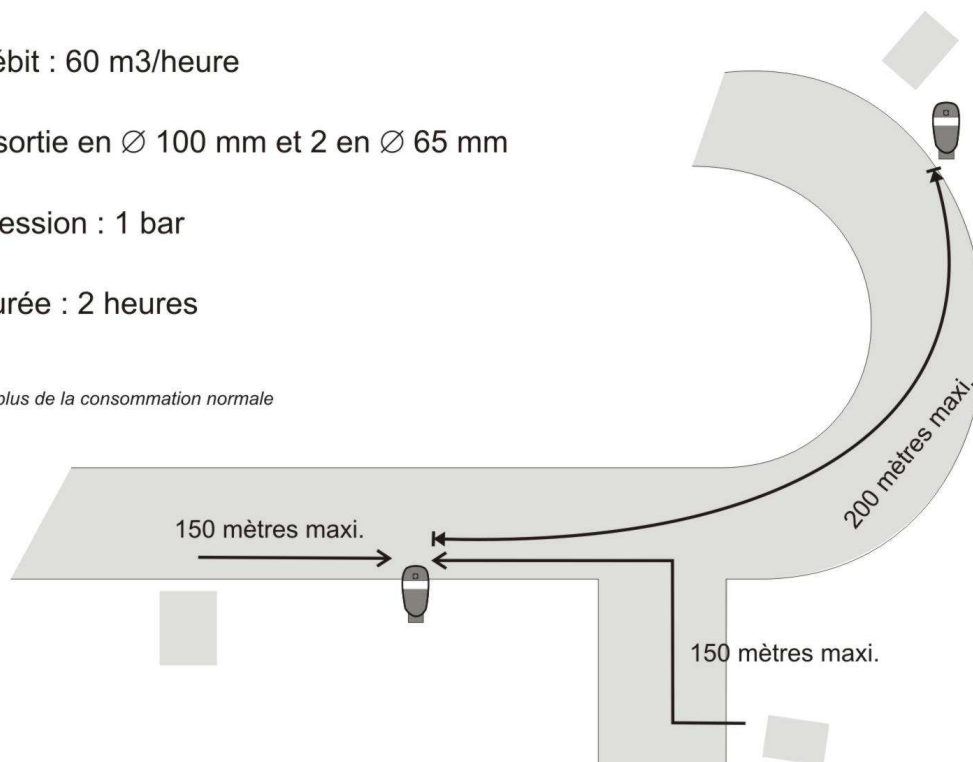 ébit : 60 m3/heure
sortie en ∅ 100 mm et 2 en ∅ 65 mm
ession : 1 bar
urée : 2 heures
plus de la consommation normale
200 mètres maxi.
150 mètres maxi.
150 mètres maxi.